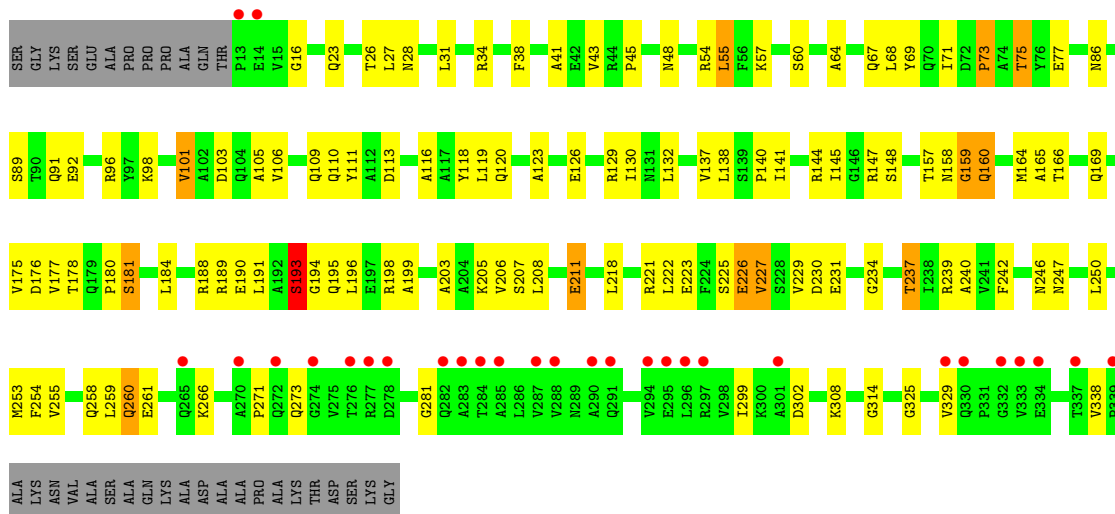 SER GLY LYS SER GLU ALA PRO PRO PRO ALA GLN THR P13 E14 V15 G16 Q23 T26 L27 N28 L31 R34 F38 A41 E42 V43 R44 P45 N48 R54 L55 F56 K57 S60 A64 Q67 L68 Y69 Q70 I71 D72 P73 A74 T75 Y76 E77 N86
S89 T90 Q91 E92 R96 Y97 K98 V101 A102 D103 Q104 A105 V106 Q109 Q110 Y111 A112 D113 A116 A117 Y118 L119 Q120 A123 E126 R129 I130 N131 L132 V137 L138 S139 P140 I141 R144 I145 G146 R147 S148 T157 N158 G159 Q160 M164 A165 T166 Q169
V175 D176 V177 T178 Q179 P180 S181 L184 R188 R189 E190 L191 A192 S193 G194 Q195 L196 E197 R198 A199 A203 A204 K205 V206 S207 L208 E211 L218 R221 L222 E223 F224 S225 E226 V227 S228 V229 D230 E231 G234 T237 I238 R239 A240 V241 F242 N246 N247 L250
M253 F254 V255 Q258 L259 Q260 E261 Q265 K266 A270 P271 Q272 Q273 G274 V275 T276 R277 D278 G281 Q282 A283 T284 A285 L286 V287 V288 N289 A290 Q291 V294 E295 L296 R297 V298 I299 K300 A301 D302 K308 G314 G325 V329 Q330 P331 G332 V333 E334 T337 V338
ALA LYS ASN VAL ALA SER ALA GLN LYS ALA ASP ALA ALA PRO ALA LYS THR ASP SER LYS GLY